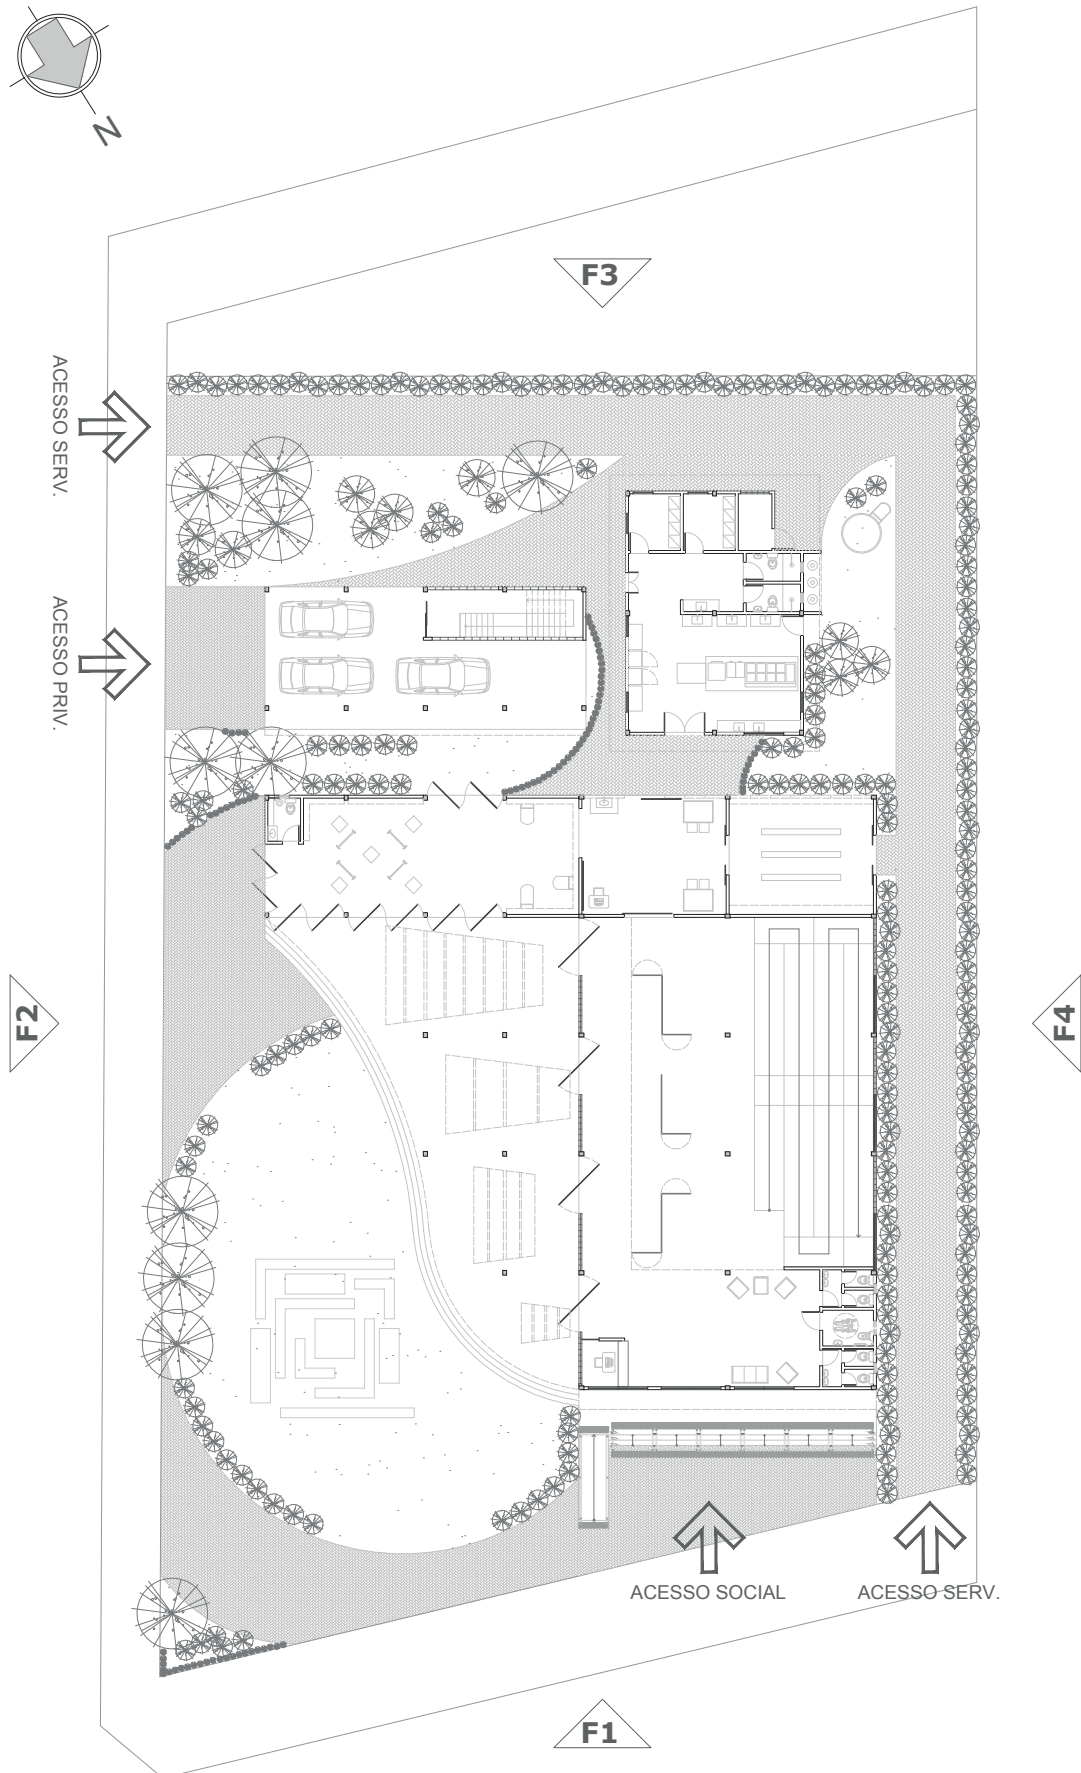 N
F3
ACESSO SERV.
ACESSO PRIV.
F2
F4
ACESSO SOCIAL
ACESSO SERV.
F1